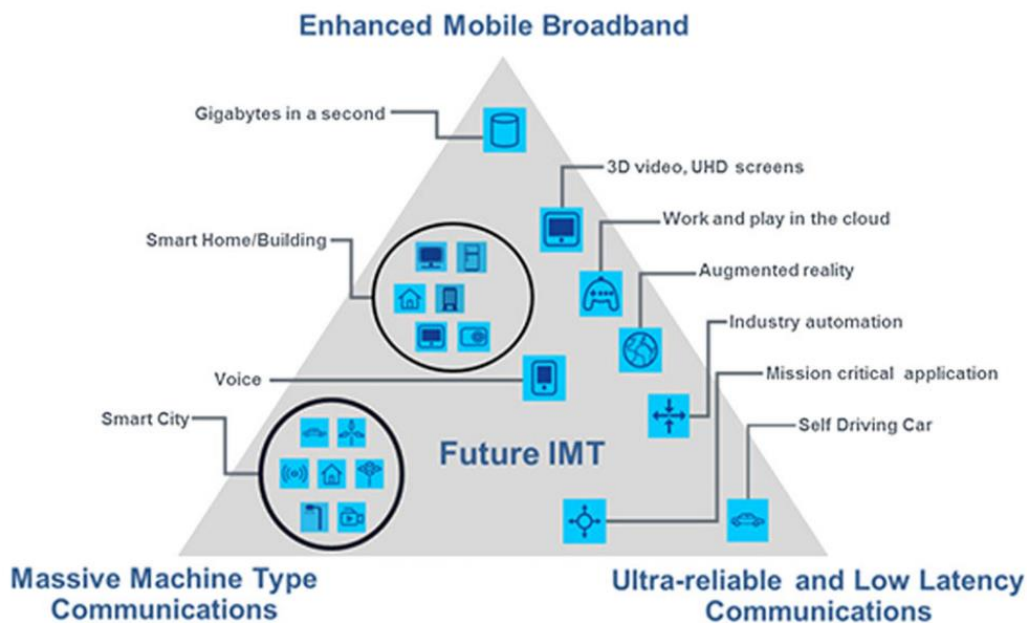 Enhanced Mobile Broadband
Gigabytes in a second
3D video, UHD screens
Work and play in the cloud
Smart Home/Building
Augmented reality
Industry automation
Voice
Mission critical application
Smart City
Self Driving Car
Future IMT
Massive Machine Type
Communications
Ultra-reliable and Low Latency
Communications